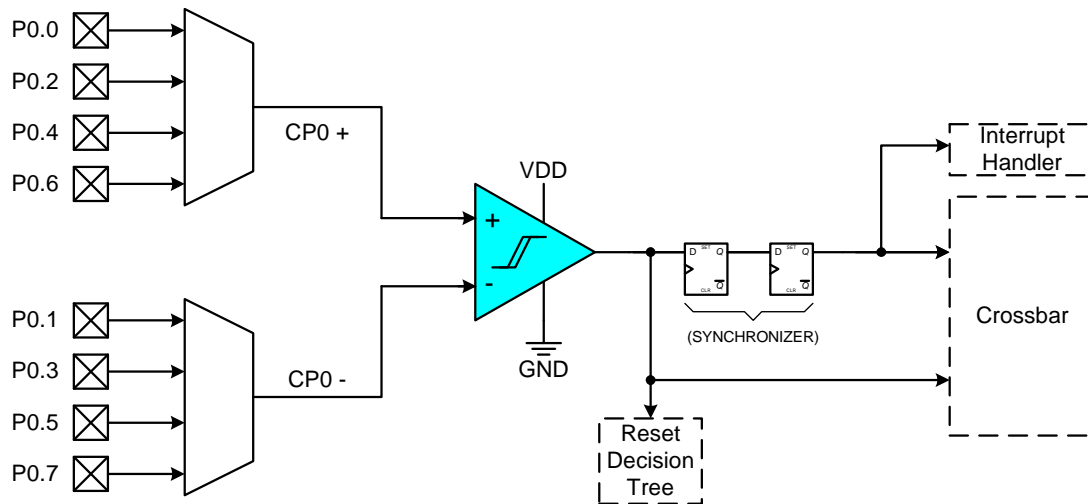 P0.0
P0.2
P0.4
P0.6
CP0 +
P0.1
P0.3
P0.5
P0.7
CP0 -
VDD
+
-
GND
D SET Q
CLR Q
D SET Q
CLR Q
(SYNCHRONIZER)
Interrupt
Handler
Crossbar
Reset
Decision
Tree